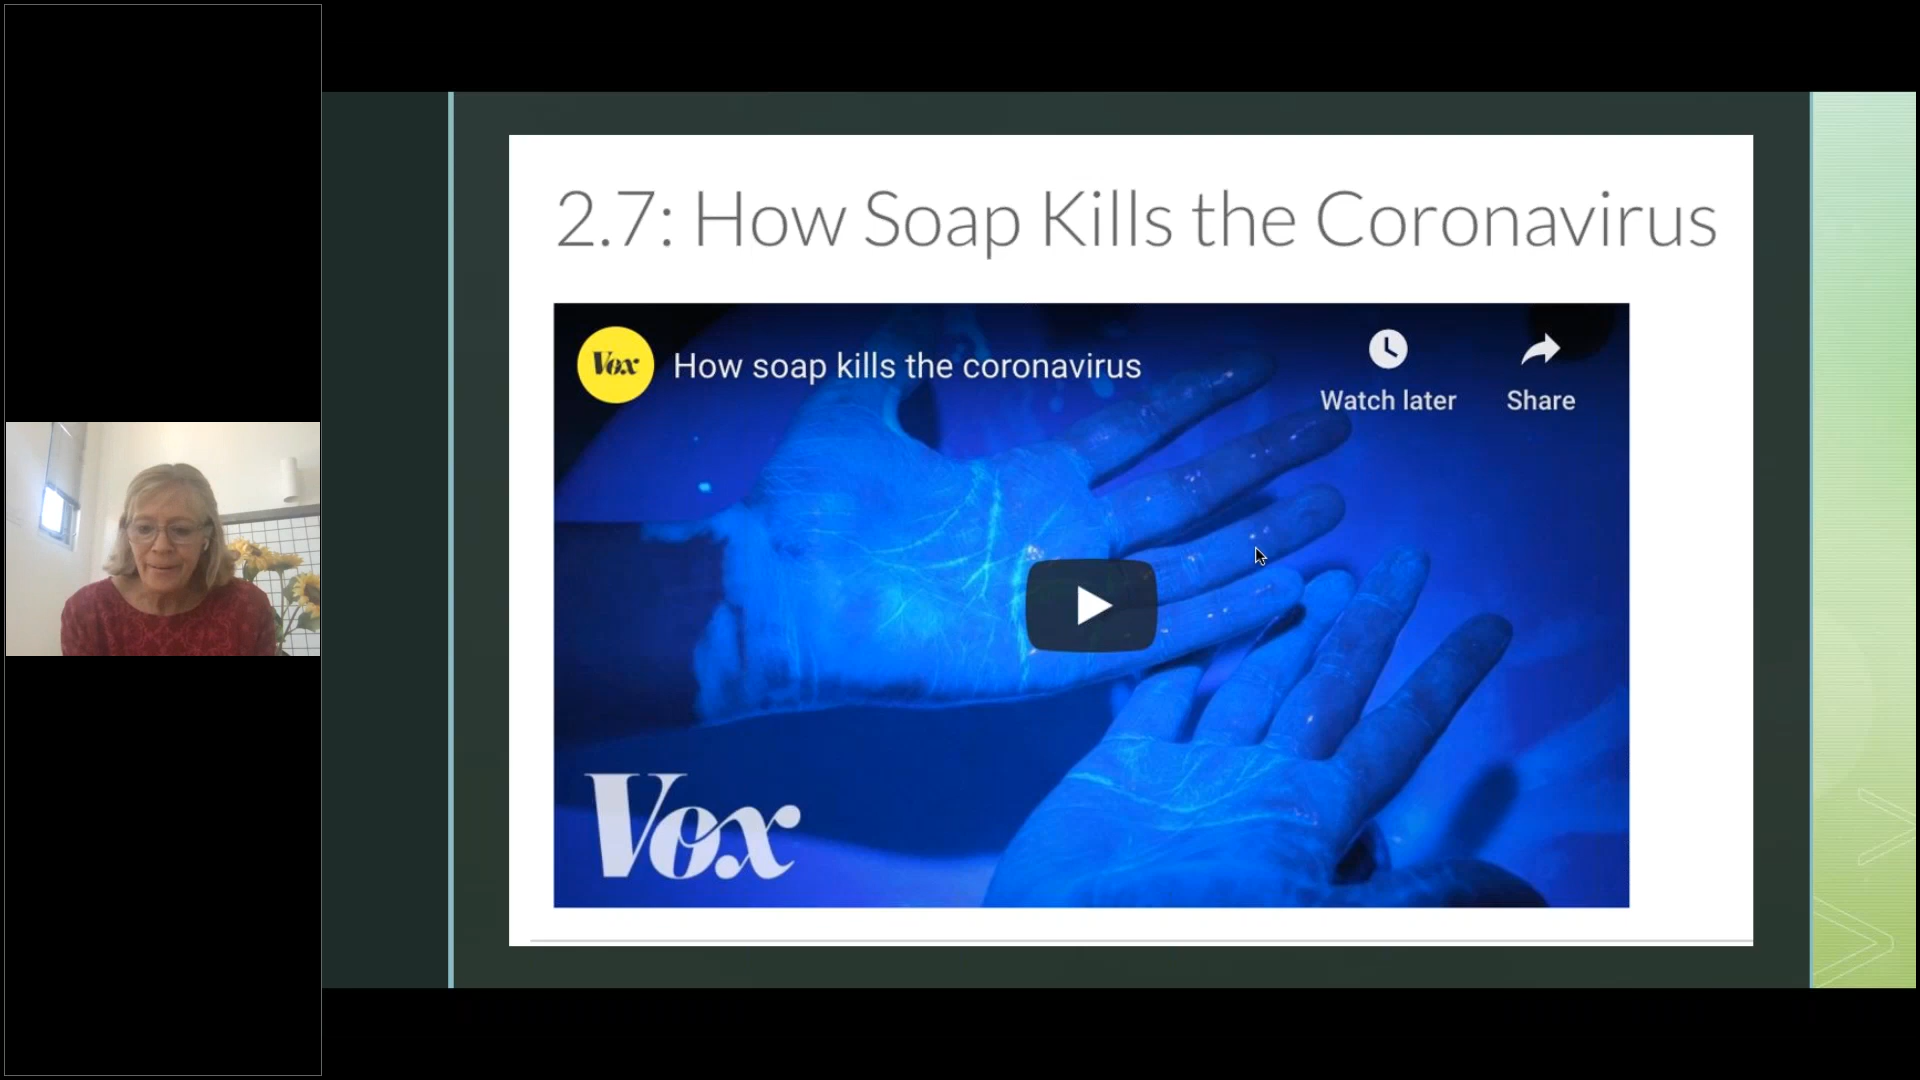 2.7: How Soap Kills the Coronavirus
Vox
How soap kills the coronavirus
Watch later
Share
Vox